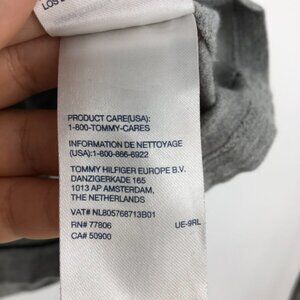 LOS
PRODUCT CARE(USA):
1-800-TOMMY-CARES
INFORMATION DE NETTOYAGE
(USA):1-800-866-6922
TOMMY HILFIGER EUROPE B.V.
DANZIGERKADE 165
1013 AP AMSTERDAM,
THE NETHERLANDS
VAT# NL805768713B01
RN# 77806 UE-9RL
CA# 50900